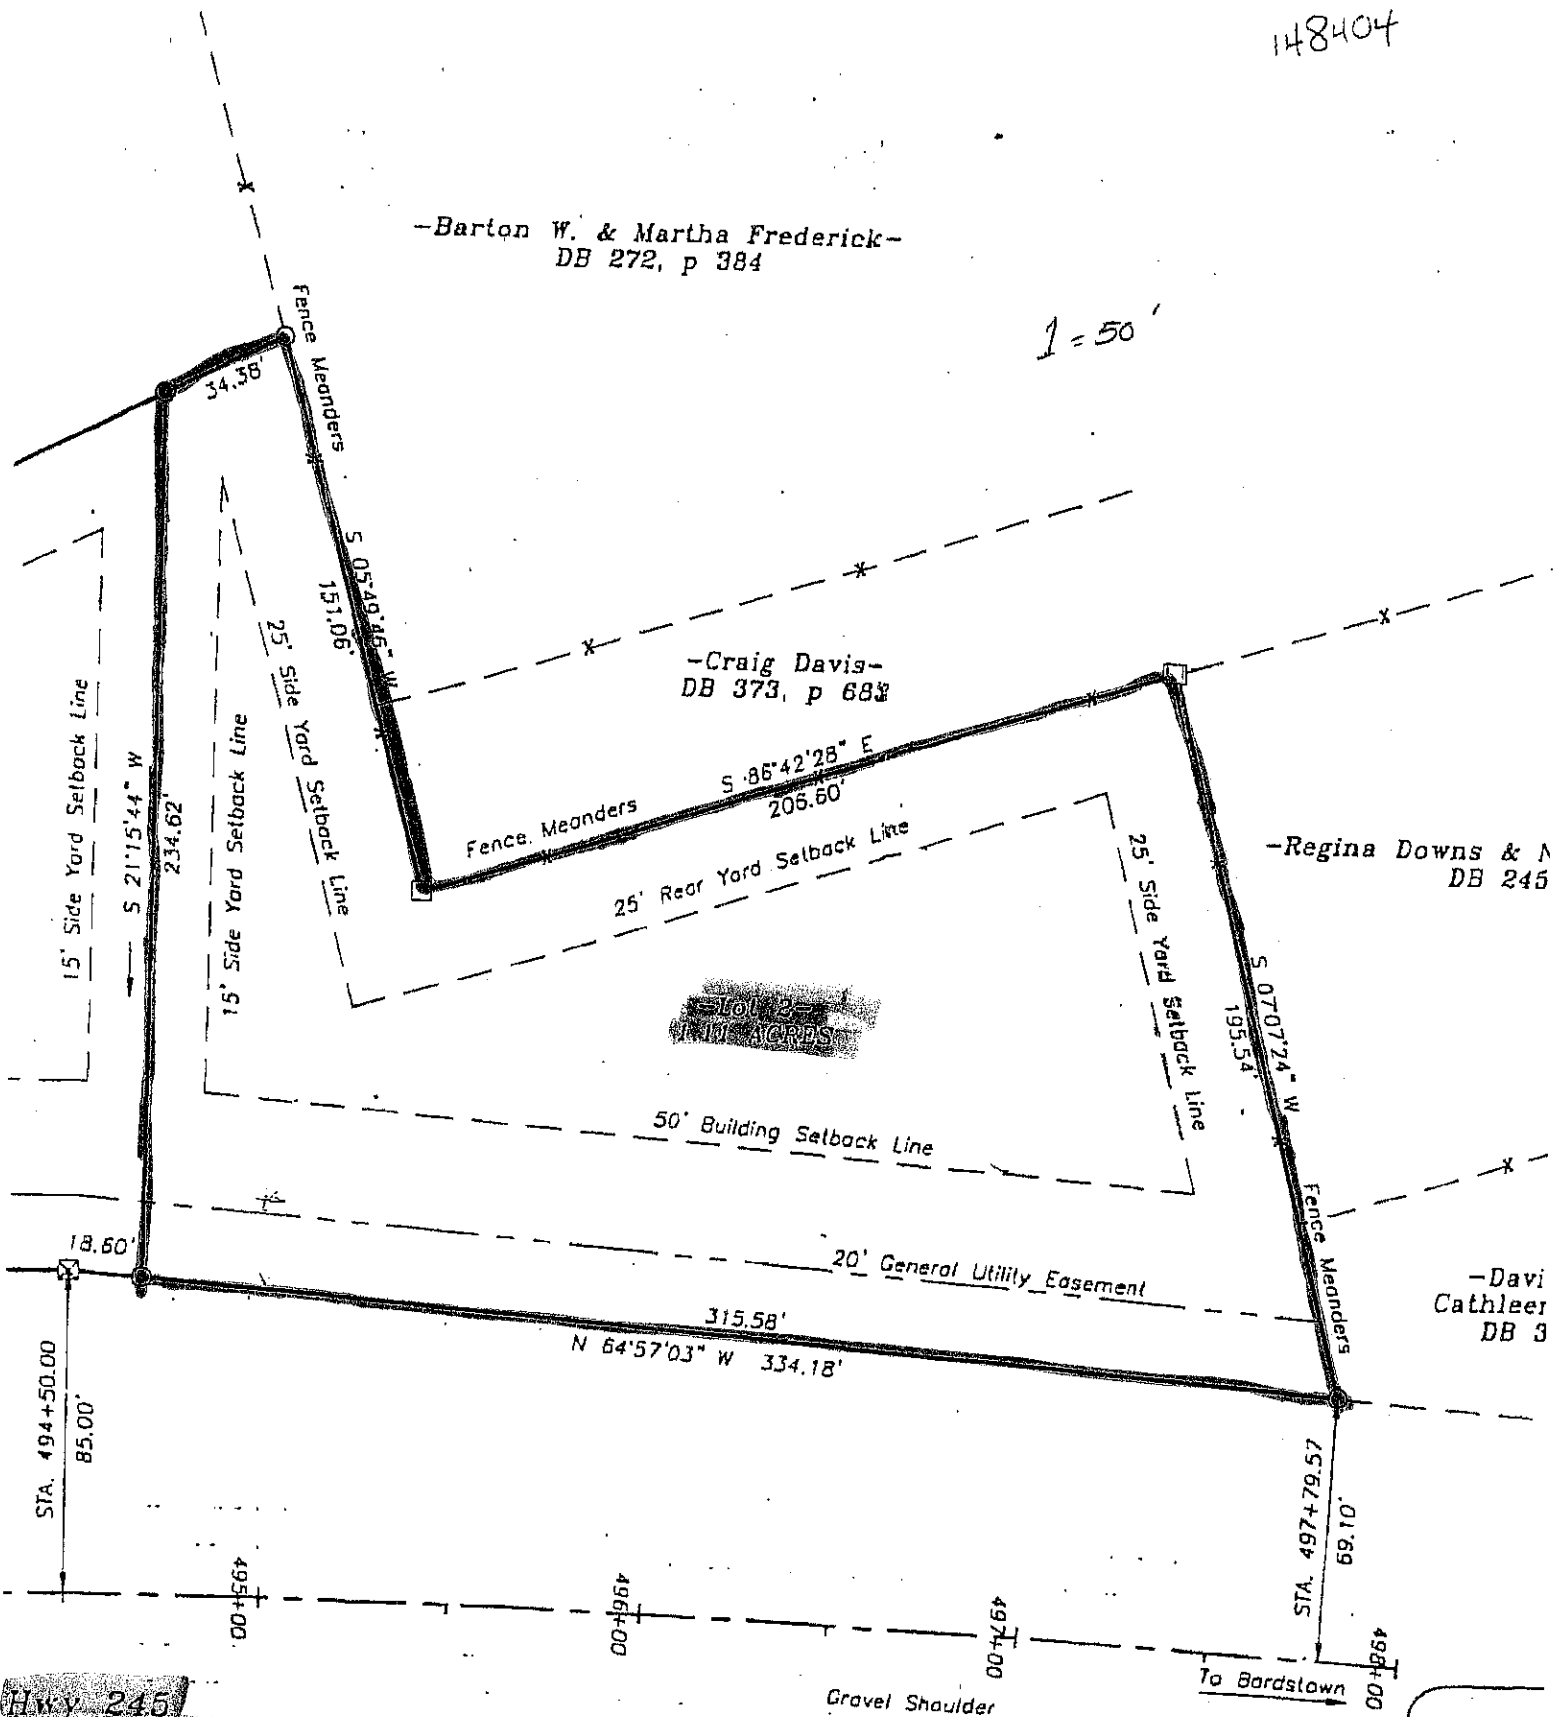 148404
-Barton W. & Martha Frederick-
DB 272, p 384
1 = 50'
Fence Meanders
34.38'
S 05°49'46" W
151.06'
25' Side Yard Setback Line
15' Side Yard Setback Line
S 21°15'44" W
234.62'
15' Side Yard Setback Line
-Craig Davis-
DB 373, p
S 86°42'28" E
206.60'
Fence Meanders
25' Rear Yard Setback Line
25' Side Yard Setback Line
-Regina Downs & N
DB 245
S 07°07'24" W
195.54'
-Lot 2-
1.11 ACRES
50' Building Setback Line
Fence Meanders
18.60'
20' General Utility Easement
315.58'
N 64°57'03" W 334.18'
-Davi
Cathleen
DB 3
STA. 494+50.00
85.00'
STA. 497+79.57
69.10'
495+00
496+00
497+00
498+00
To Bardstown
Hwy 245
Gravel Shoulder